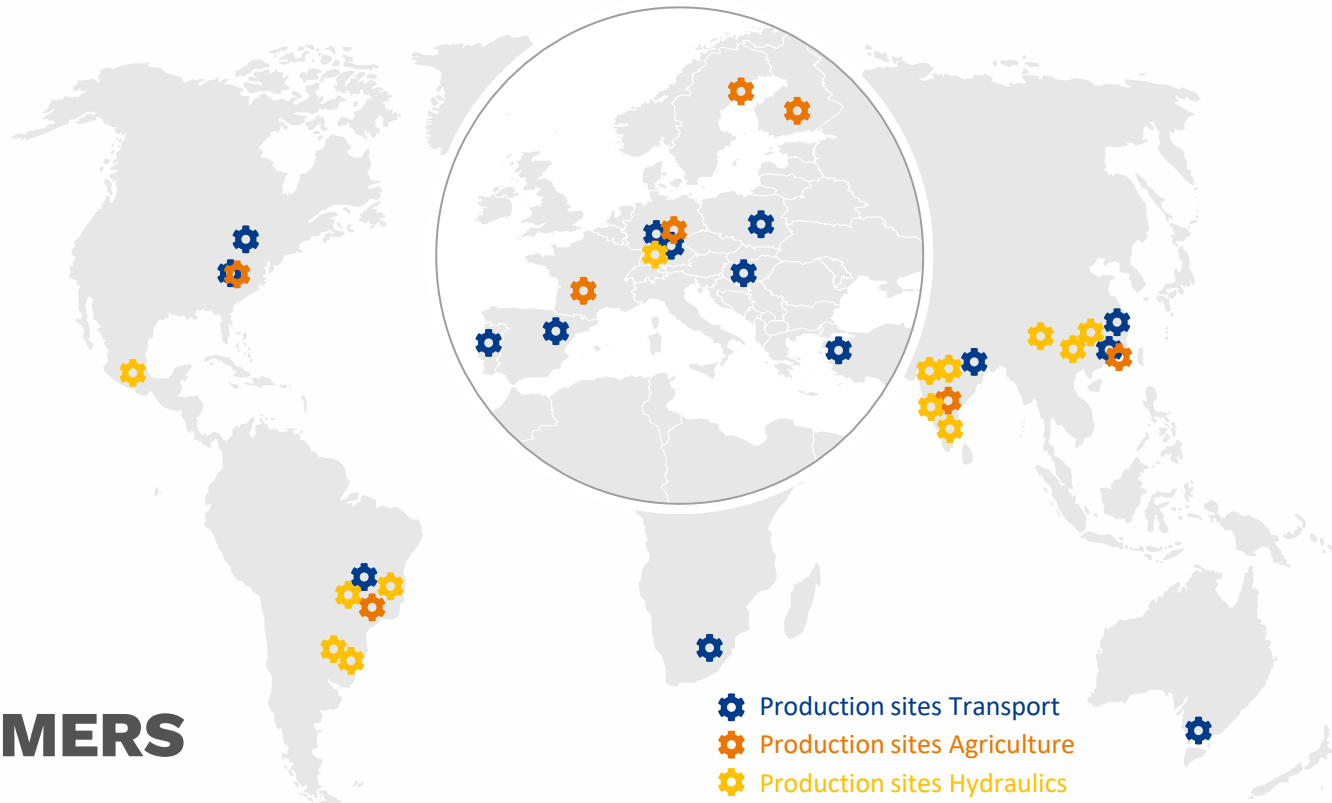 MERS
Production sites Transport
Production sites Agriculture
Production sites Hydraulics